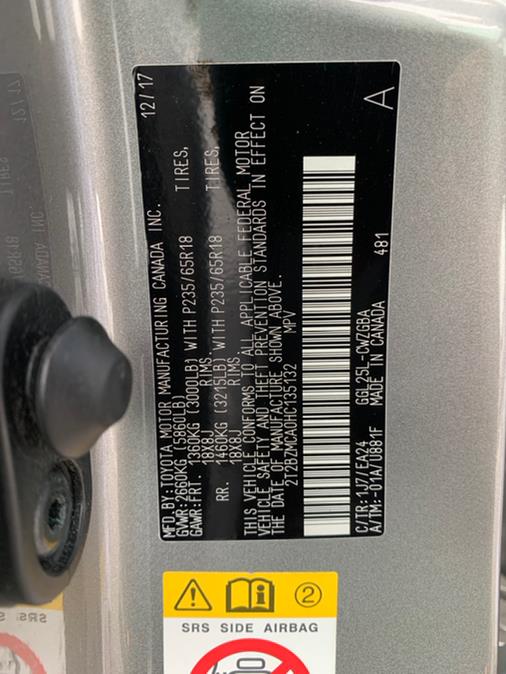 MFD. BY: TOYOTA MOTOR MANUFACTURING CANADA INC. 12/17
GVWR: 2660KG (5860LB)
GAWR: FRT. 1360KG (3000LB) WITH P235/65R18 TIRES,
18X8J RIMS,
RR. 1460KG (3215LB) WITH P235/65R18 TIRES,
18X8J RIMS,
THIS VEHICLE CONFORMS TO ALL APPLICABLE FEDERAL MOTOR
VEHICLE SAFETY AND THEFT PREVENTION STANDARDS IN EFFECT ON
THE DATE OF MANUFACTURE SHOWN ABOVE.
2T2BZMCA0HC135132 MPV
C/TR: 1J7/EA24 GGL25L-CWZGBA 481 A
A/TM: -01A/U881F MADE IN CANADA
2
SRS SIDE AIRBAG